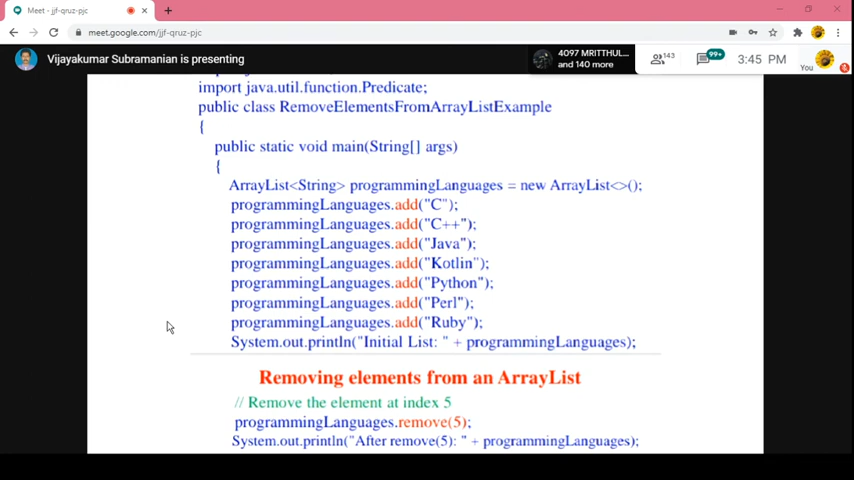 Meet - jjf-qruz-pjc
meet.google.com/jjf-qruz-pjc
Vijayakumar Subramanian is presenting
4097 MRITTHUL...
and 140 more
143
99+
3:45 PM
You
import java.util.function.Predicate;
public class RemoveElementsFromArrayListExample
{
public static void main(String[] args)
{
ArrayList<String> programmingLanguages = new ArrayList<>();
programmingLanguages.add("C");
programmingLanguages.add("C++");
programmingLanguages.add("Java");
programmingLanguages.add("Kotlin");
programmingLanguages.add("Python");
programmingLanguages.add("Perl");
programmingLanguages.add("Ruby");
System.out.println("Initial List: " + programmingLanguages);
Removing elements from an ArrayList
// Remove the element at index 5
programmingLanguages.remove(5);
System.out.println("After remove(5): " + programmingLanguages);